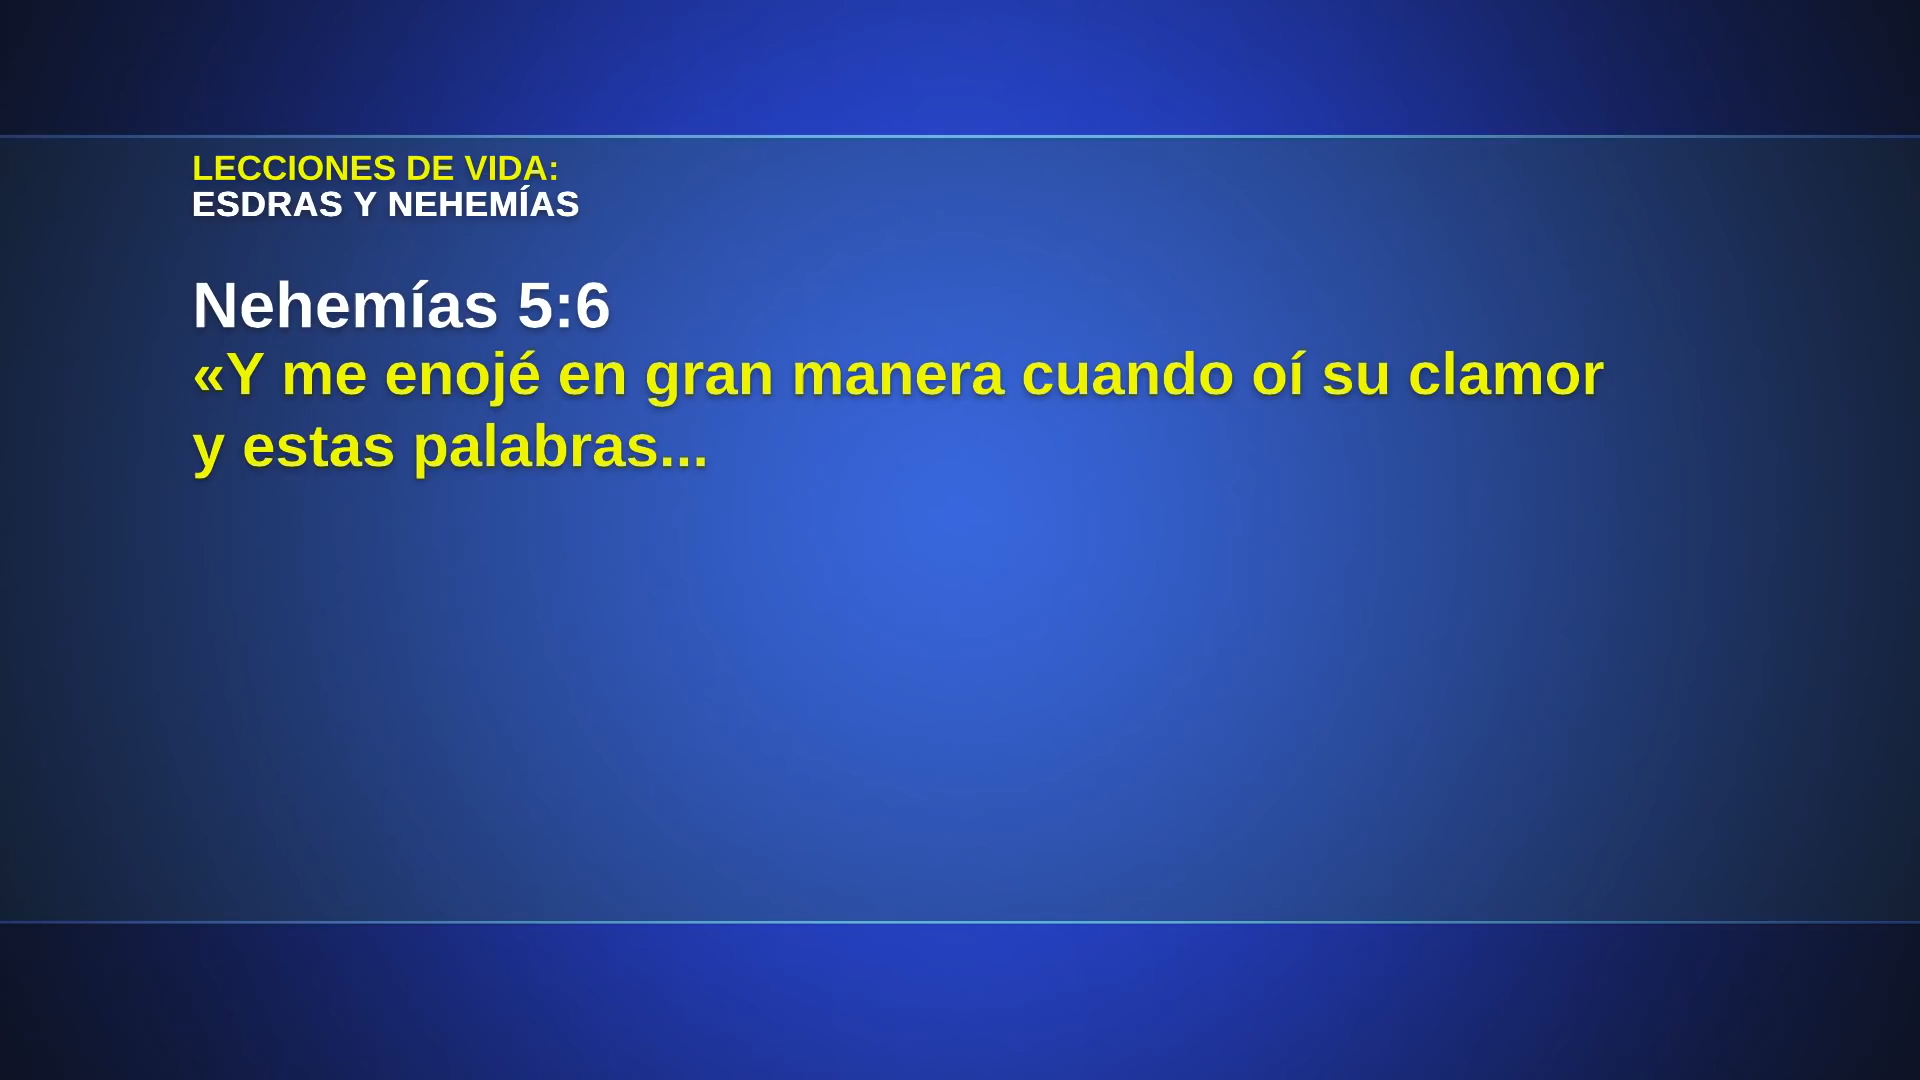 LECCIONES DE VIDA:
ESDRAS Y NEHEMÍAS
Nehemías 5:6
«Y me enojé en gran manera cuando oí su clamor
y estas palabras...